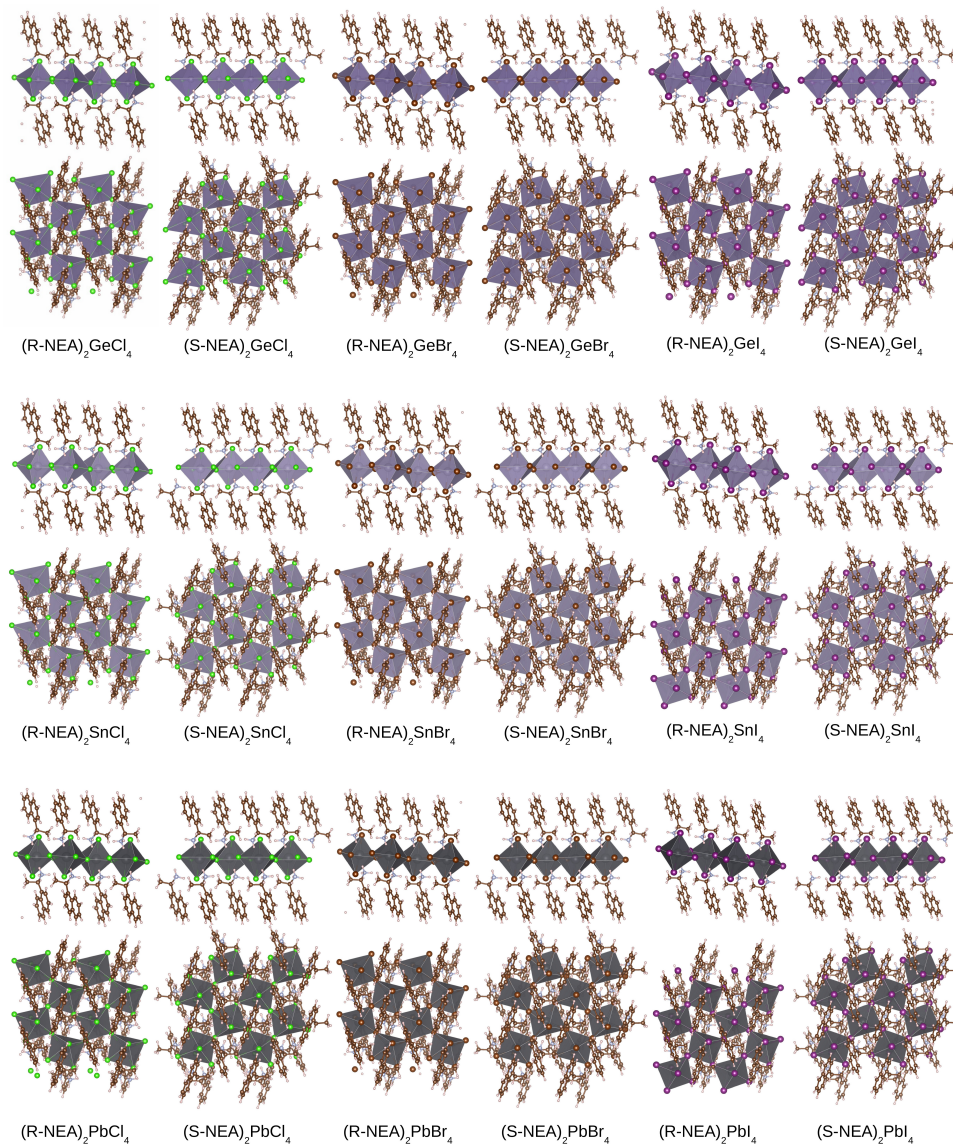 (R-NEA)₂GeCl₄ (S-NEA)₂GeCl₄ (R-NEA)₂GeBr₄ (S-NEA)₂GeBr₄ (R-NEA)₂GeI₄ (S-NEA)₂GeI₄
(R-NEA)₂SnCl₄ (S-NEA)₂SnCl₄ (R-NEA)₂SnBr₄ (S-NEA)₂SnBr₄ (R-NEA)₂SnI₄ (S-NEA)₂SnI₄
(R-NEA)₂PbCl₄ (S-NEA)₂PbCl₄ (R-NEA)₂PbBr₄ (S-NEA)₂PbBr₄ (R-NEA)₂PbI₄ (S-NEA)₂PbI₄